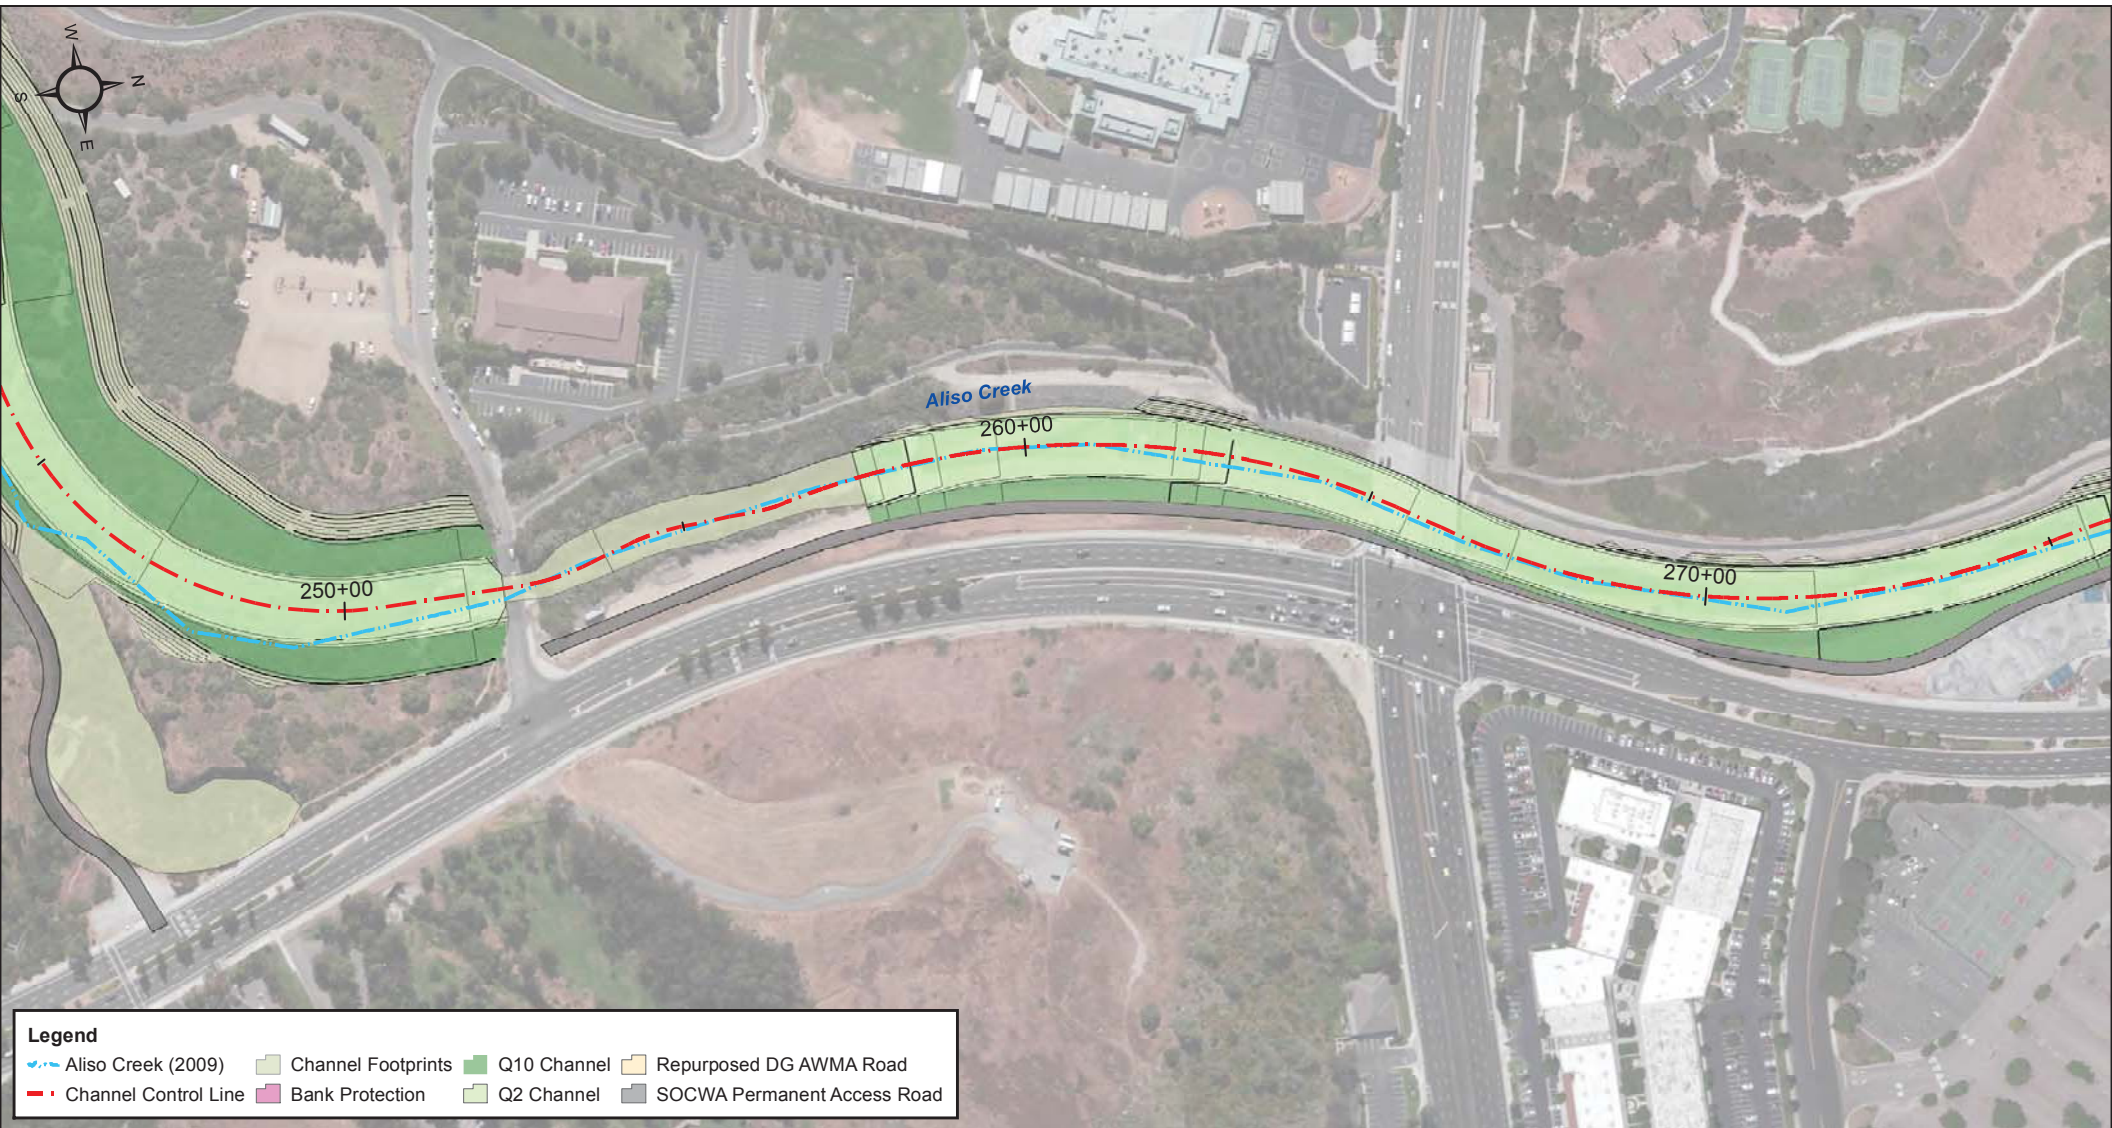 W
N
S
E
Aliso Creek
260+00
250+00
270+00
Legend
Aliso Creek (2009)
Channel Footprints
Q10 Channel
Repurposed DG AWMA Road
Channel Control Line
Bank Protection
Q2 Channel
SOCWA Permanent Access Road